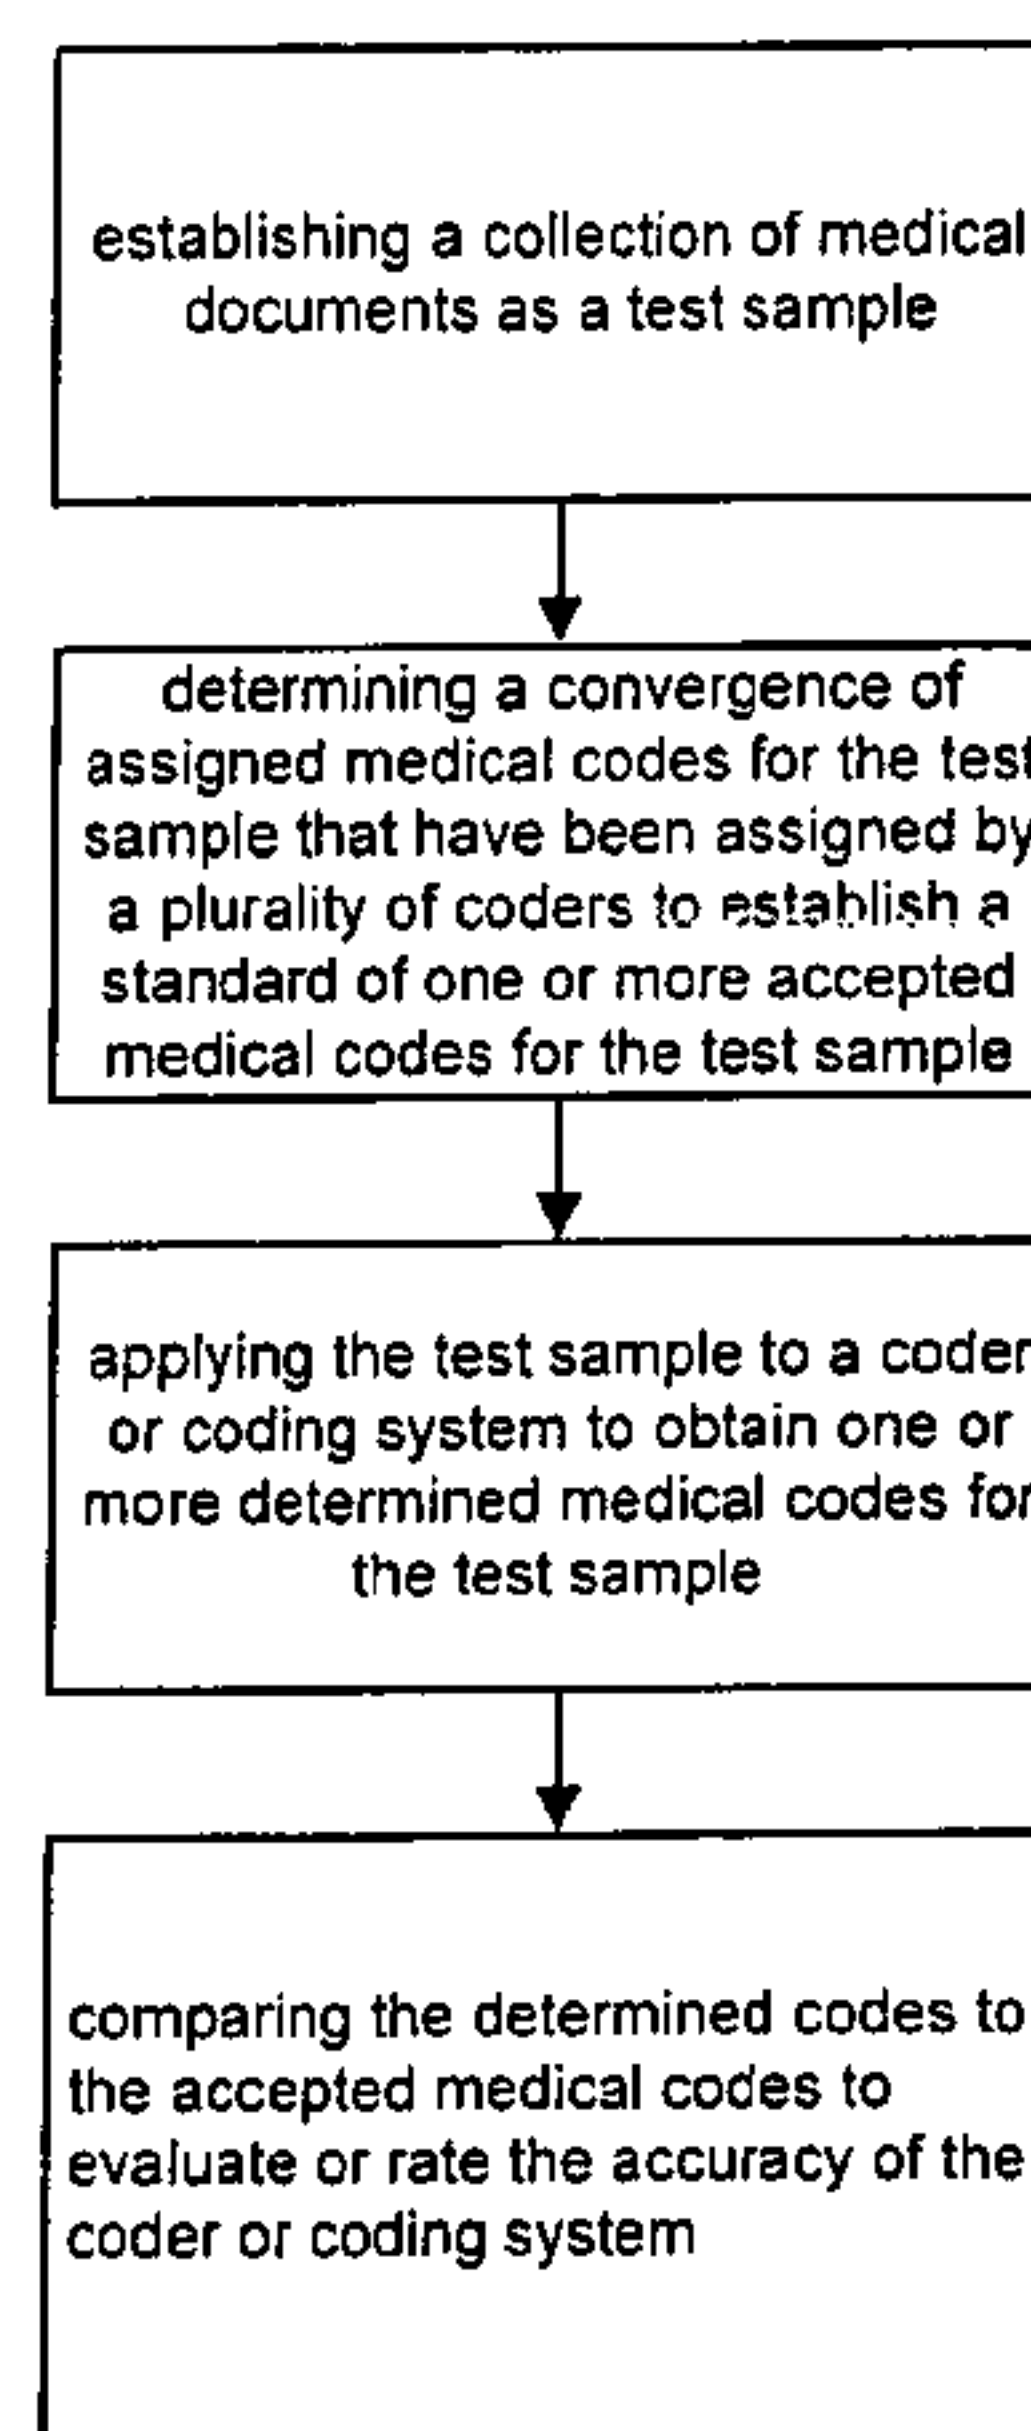 establishing a collection of medical
documents as a test sample
determining a convergence of
assigned medical codes for the test
sample that have been assigned by
a plurality of coders to establish a
standard of one or more accepted
medical codes for the test sample
applying the test sample to a coder
or coding system to obtain one or
more determined medical codes for
the test sample
comparing the determined codes to
the accepted medical codes to
evaluate or rate the accuracy of the
coder or coding system